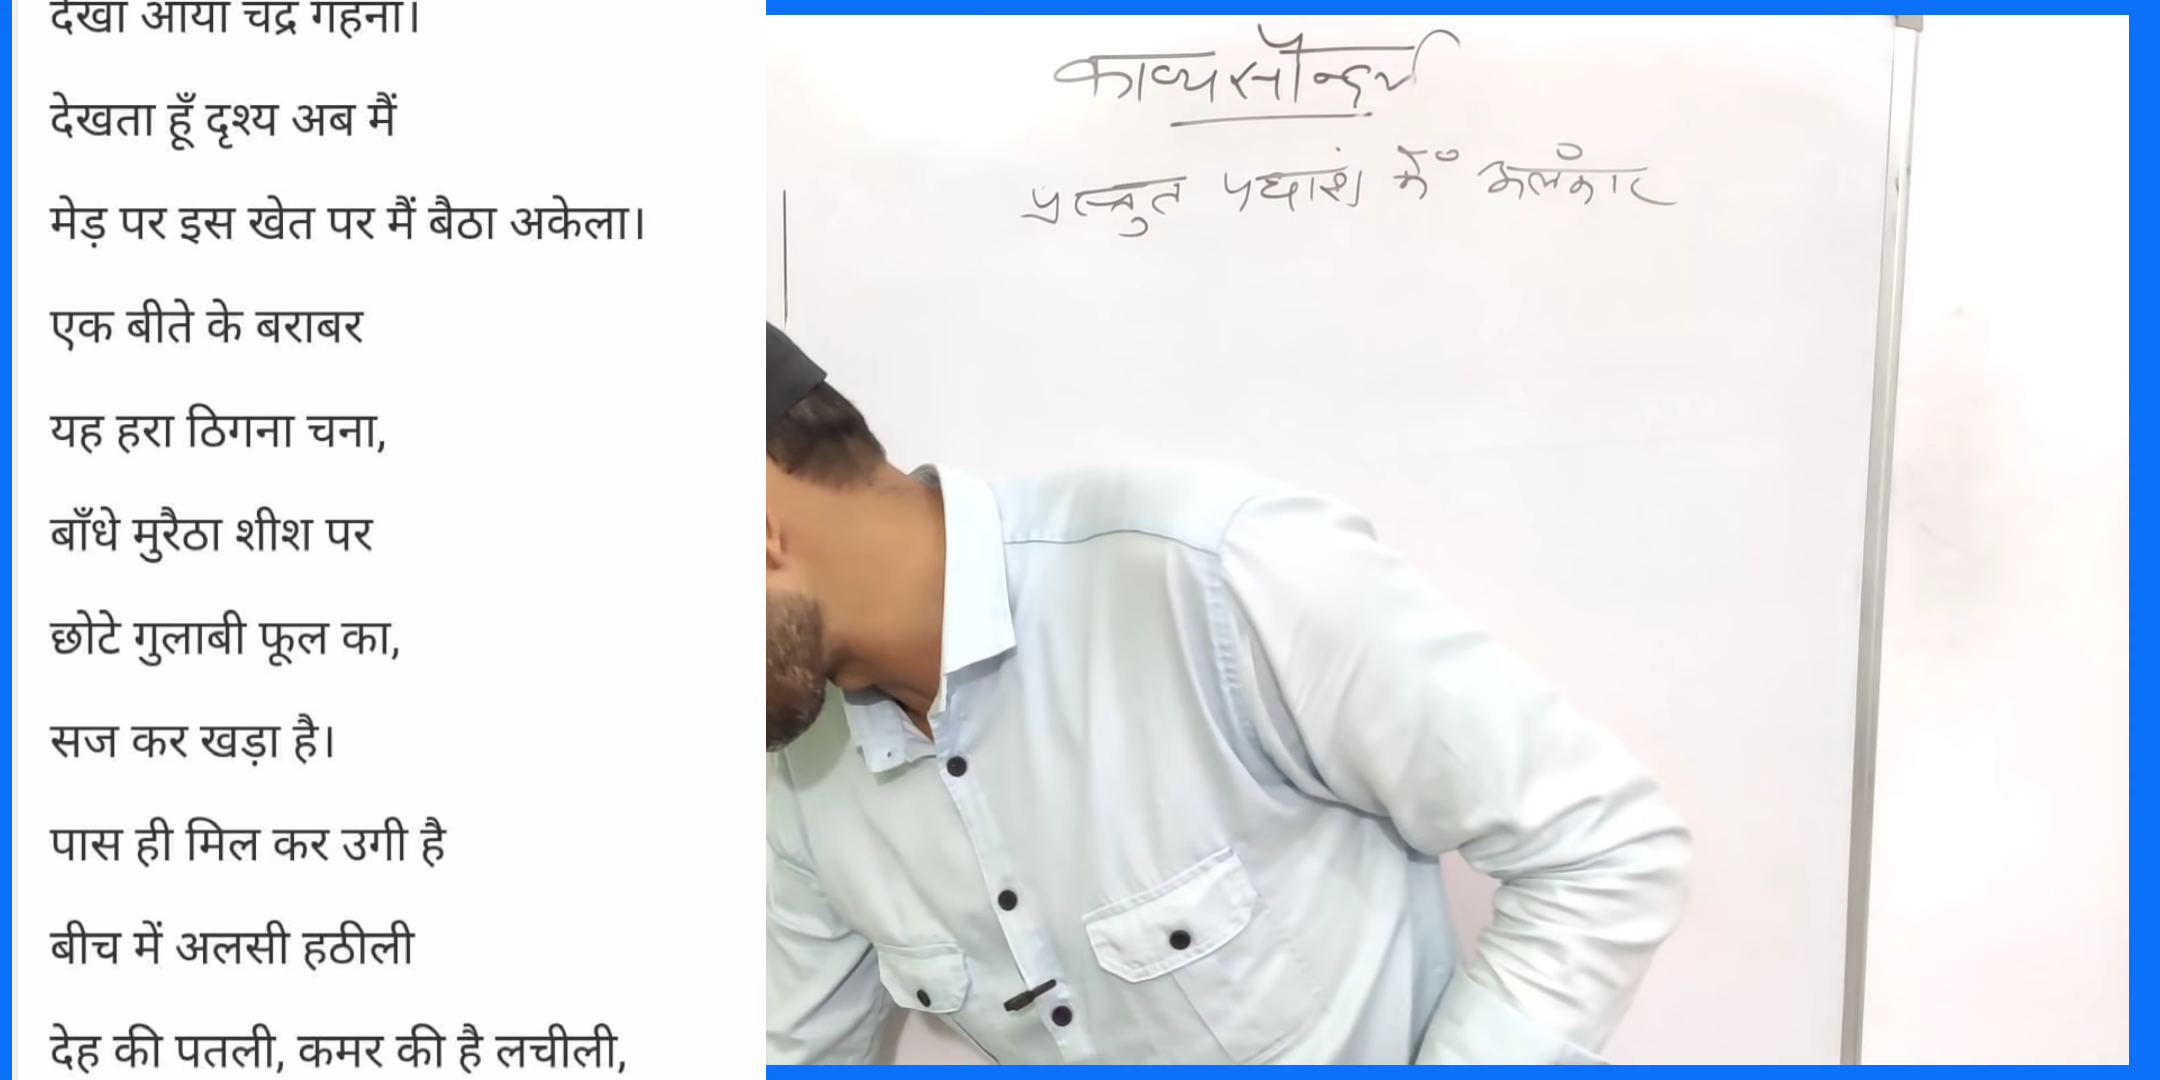 देखा आया चंद्र गहना।
देखता हूँ दृश्य अब मैं
मेड़ पर इस खेत पर मैं बैठा अकेला।
एक बीते के बराबर
यह हरा ठिगना चना,
बाँधे मुरैठा शीश पर
छोटे गुलाबी फूल का,
सज कर खड़ा है।
पास ही मिल कर उगी है
बीच में अलसी हठीली
देह की पतली, कमर की है लचीली,
काव्य सौन्दर्य
प्रस्तुत पद्यांश में अलंकार